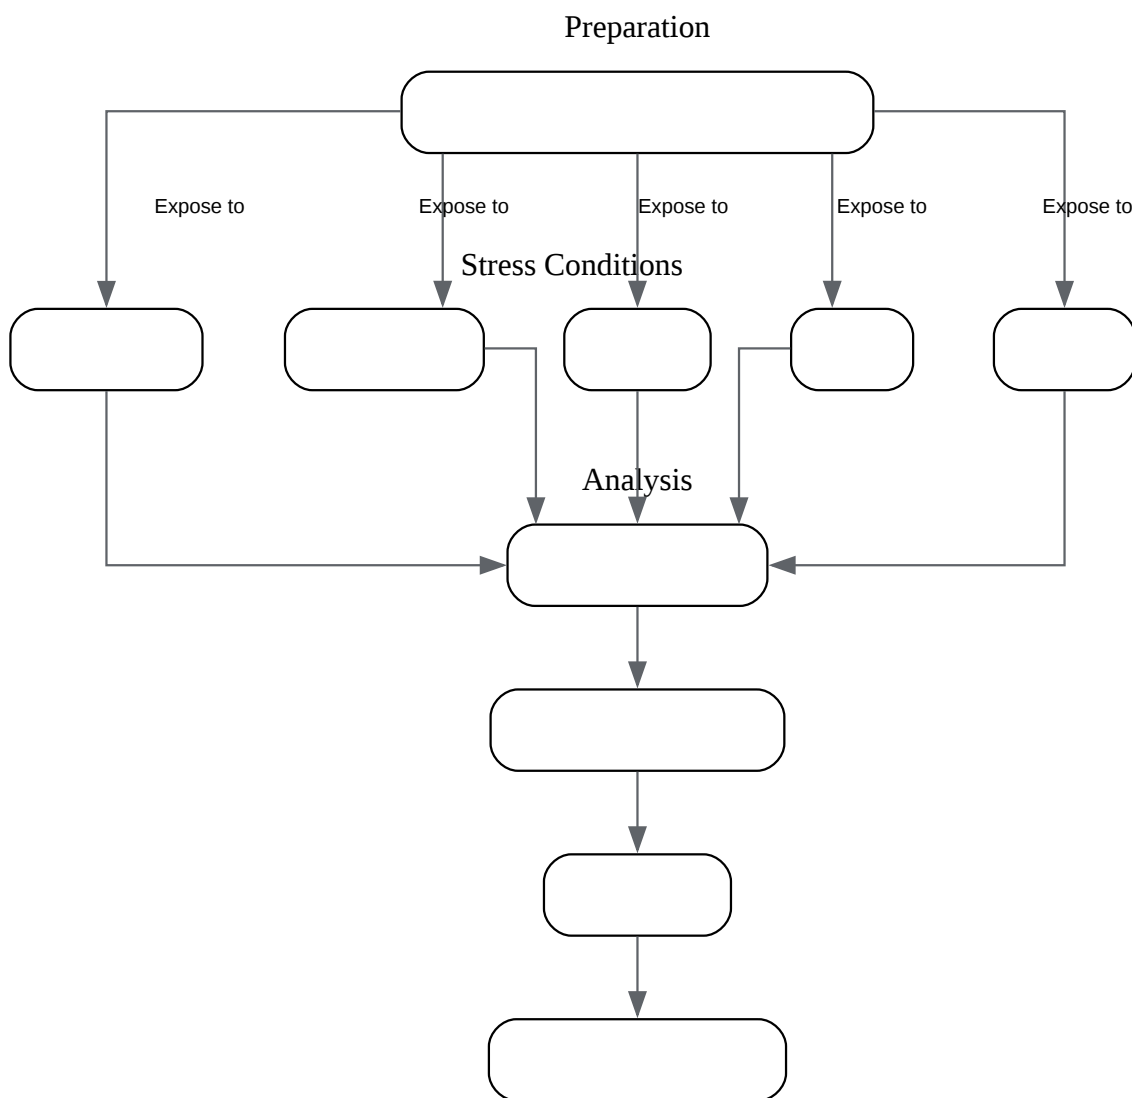 Preparation
Expose to
Expose to
Expose to
Expose to
Expose to
Stress Conditions
Analysis